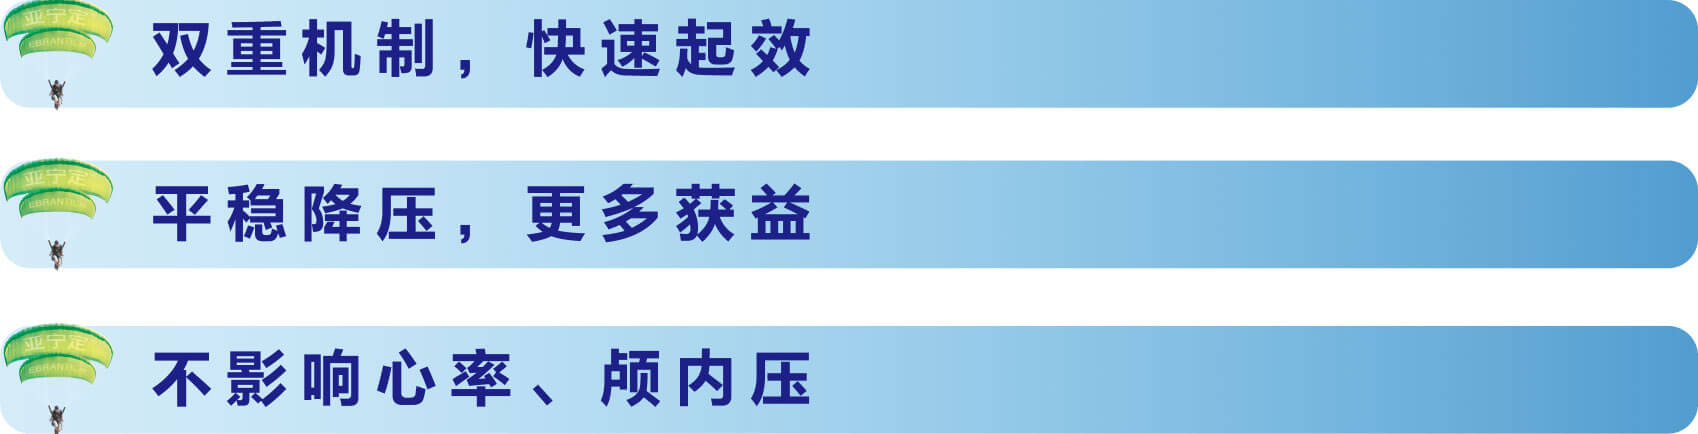 亚宁定
EBRANTIL
双重机制，快速起效
亚宁定
EBRANTIL
平稳降压，更多获益
亚宁定
EBRANTIL
不影响心率、颅内压